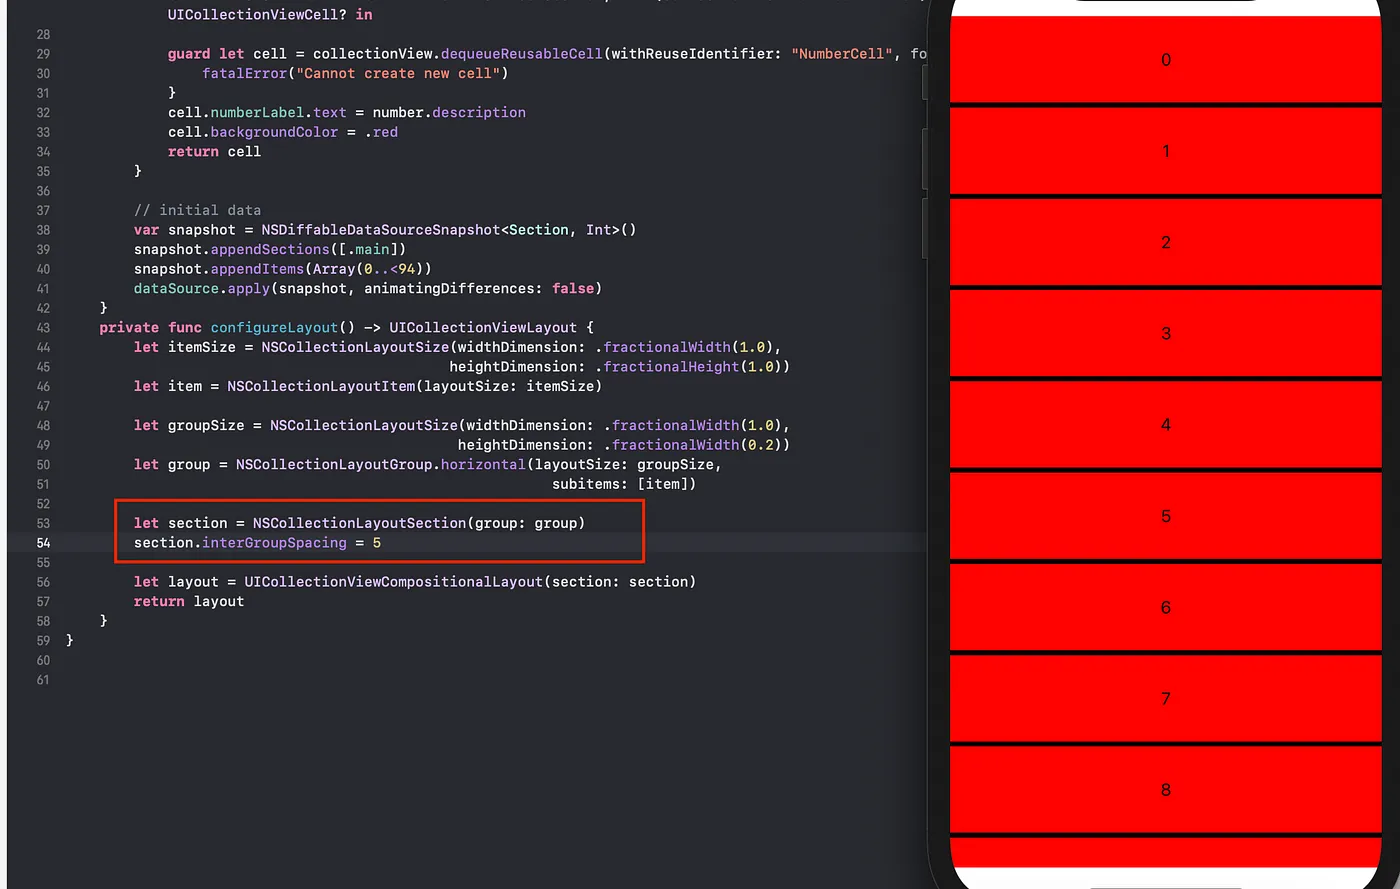 UICollectionViewCell? in
28
29 guard let cell = collectionView.dequeueReusableCell(withReuseIdentifier: "NumberCell", fo
30 fatalError("Cannot create new cell")
31 }
32 cell.numberLabel.text = number.description
33 cell.backgroundColor = .red
34 return cell
35 }
36
37 // initial data
38 var snapshot = NSDiffableDataSourceSnapshot<Section, Int>()
39 snapshot.appendSections([.main])
40 snapshot.appendItems(Array(0..<94))
41 dataSource.apply(snapshot, animatingDifferences: false)
42 }
43 private func configureLayout() -> UICollectionViewLayout {
44 let itemSize = NSCollectionLayoutSize(widthDimension: .fractionalWidth(1.0),
45 heightDimension: .fractionalHeight(1.0))
46 let item = NSCollectionLayoutItem(layoutSize: itemSize)
47
48 let groupSize = NSCollectionLayoutSize(widthDimension: .fractionalWidth(1.0),
49 heightDimension: .fractionalWidth(0.2))
50 let group = NSCollectionLayoutGroup.horizontal(layoutSize: groupSize,
51 subitems: [item])
52
53 let section = NSCollectionLayoutSection(group: group)
54 section.interGroupSpacing = 5
55
56 let layout = UICollectionViewCompositionalLayout(section: section)
57 return layout
58 }
59 }
60
61
0
1
2
3
4
5
6
7
8